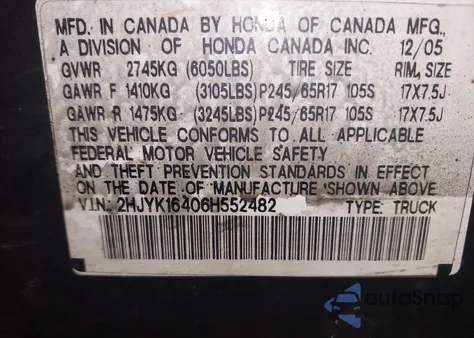 MFD. IN CANADA BY HONDA OF CANADA MFG.,
A DIVISION OF HONDA CANADA INC. 12/05
GVWR 2745KG (6050LBS) TIRE SIZE RIM, SIZE
GAWR F 1410KG (3105LBS) P245/65R17 105S 17X7.5J
GAWR R 1475KG (3245LBS) P245/65R17 105S 17X7.5J
THIS VEHICLE CONFORMS TO ALL APPLICABLE
FEDERAL MOTOR VEHICLE SAFETY
AND THEFT PREVENTION STANDARDS IN EFFECT
ON THE DATE OF MANUFACTURE SHOWN ABOVE.
V.I.N: 2HJYK16406H552482 TYPE: TRUCK
autoSnap